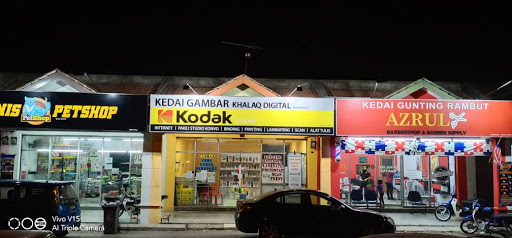 NIS PETSHOP
PetShop
KEDAI GAMBAR KHALAQ DIGITAL
Kodak
INTERNET | PAKEJ STUDIO KONVO | BINDING | PRINTING | LAMINATING | SCAN | ALAT TULIS
KEDAI GUNTING RAMBUT
AZRUL
BARBERSHOP & BARBER SUPPLY
Kodak
Vivo V15
AI Triple Camera